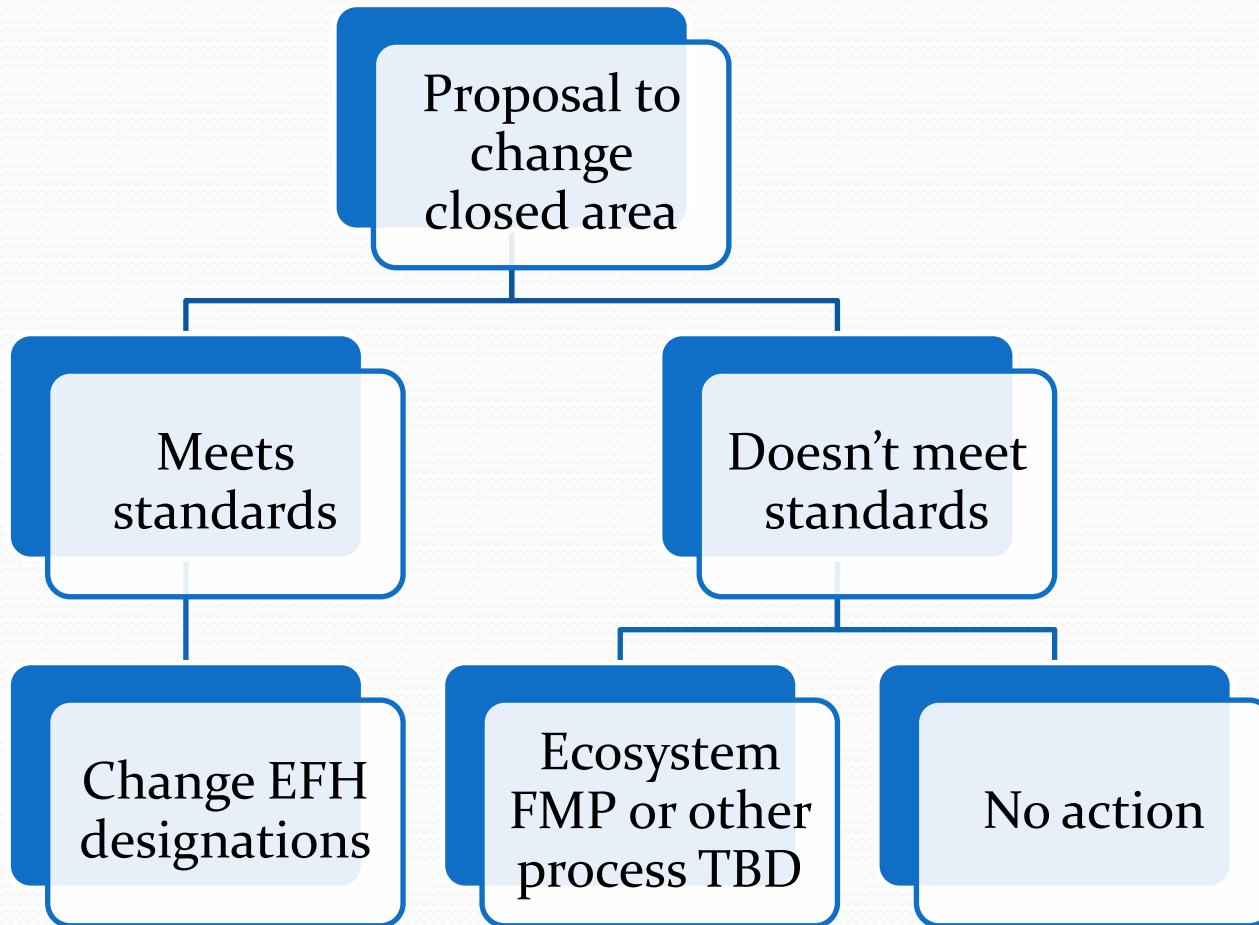 Proposal to
change
closed area
Meets
standards
Doesn’t meet
standards
Change EFH
designations
Ecosystem
FMP or other
process TBD
No action